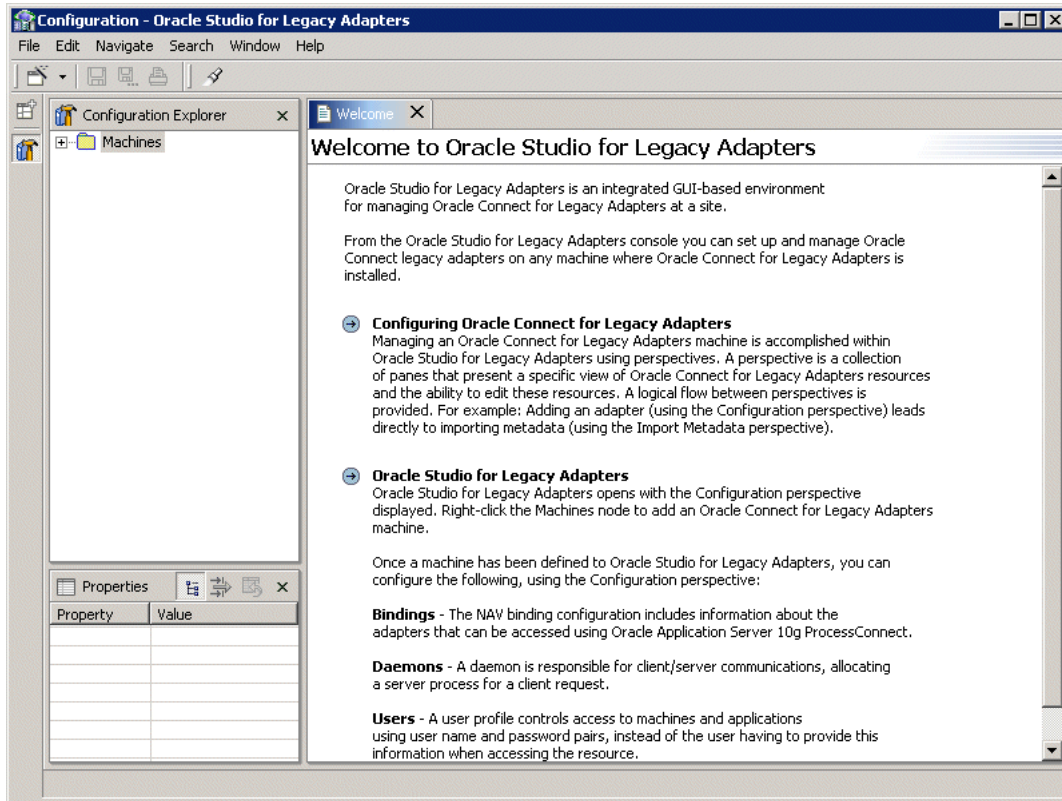 Configuration - Oracle Studio for Legacy Adapters
File Edit Navigate Search Window Help
Configuration Explorer
Machines
Welcome
Welcome to Oracle Studio for Legacy Adapters
Oracle Studio for Legacy Adapters is an integrated GUI-based environment
for managing Oracle Connect for Legacy Adapters at a site.
From the Oracle Studio for Legacy Adapters console you can set up and manage Oracle
Connect legacy adapters on any machine where Oracle Connect for Legacy Adapters is
installed.
Configuring Oracle Connect for Legacy Adapters
Managing an Oracle Connect for Legacy Adapters machine is accomplished within
Oracle Studio for Legacy Adapters using perspectives. A perspective is a collection
of panes that present a specific view of Oracle Connect for Legacy Adapters resources
and the ability to edit these resources. A logical flow between perspectives is
provided. For example: Adding an adapter (using the Configuration perspective) leads
directly to importing metadata (using the Import Metadata perspective).
Oracle Studio for Legacy Adapters
Oracle Studio for Legacy Adapters opens with the Configuration perspective
displayed. Right-click the Machines node to add an Oracle Connect for Legacy Adapters
machine.
Once a machine has been defined to Oracle Studio for Legacy Adapters, you can
configure the following, using the Configuration perspective:
Bindings - The NAV binding configuration includes information about the
adapters that can be accessed using Oracle Application Server 10g ProcessConnect.
Daemons - A daemon is responsible for client/server communications, allocating
a server process for a client request.
Users - A user profile controls access to machines and applications
using user name and password pairs, instead of the user having to provide this
information when accessing the resource.
Properties
Property Value